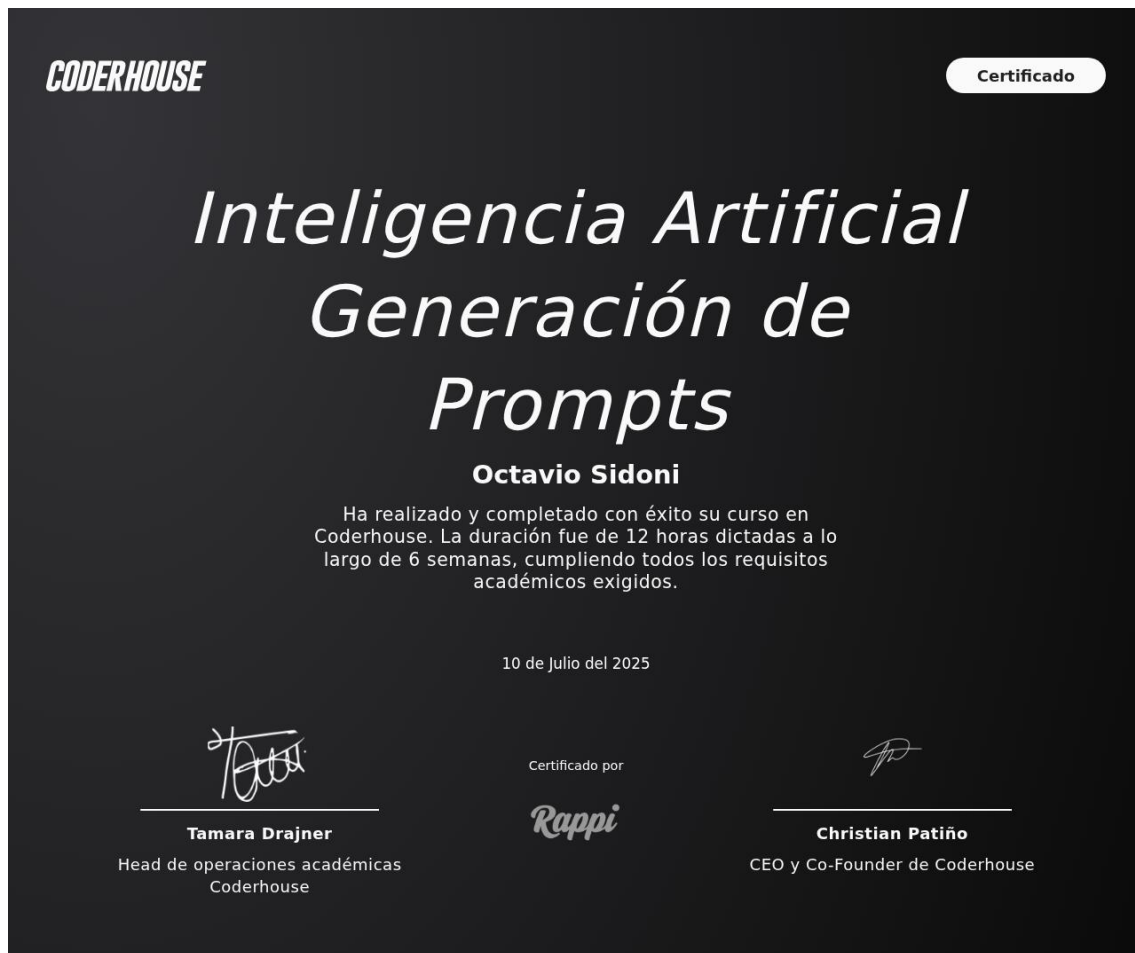 CODERHOUSE
Certificado
Inteligencia Artificial
Generación de
Prompts
Octavio Sidoni
Ha realizado y completado con éxito su curso en
Coderhouse. La duración fue de 12 horas dictadas a lo
largo de 6 semanas, cumpliendo todos los requisitos
académicos exigidos.
10 de Julio del 2025
Certificado por
Rappi
Tamara Drajner
Head de operaciones académicas
Coderhouse
Christian Patiño
CEO y Co-Founder de Coderhouse